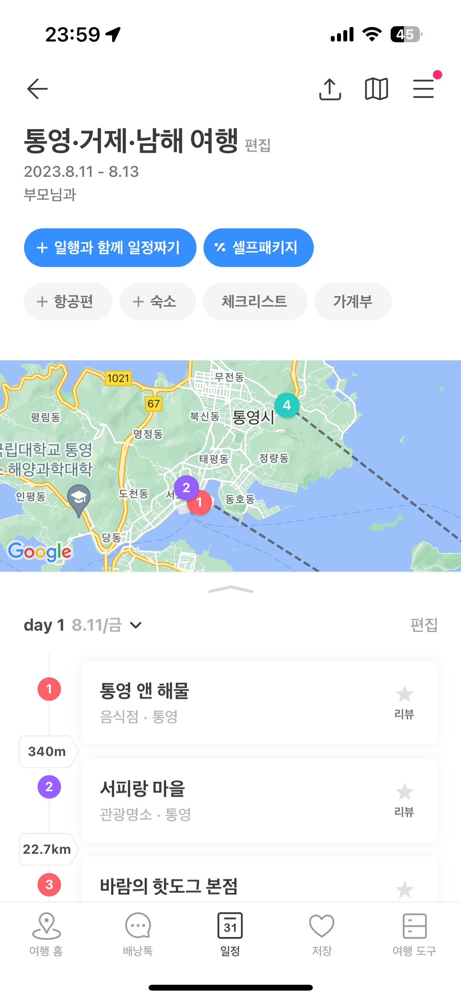 23:59
45
통영·거제·남해 여행 편집
2023.8.11 - 8.13
부모님과
+ 일행과 함께 일정짜기
셀프패키지
+ 항공편
+ 숙소
체크리스트
가계부
1021
무전동
67
4
평림동
북신동
통영시
명정동
국립대학교 통영
해양과학대학
태평동
정량동
인평동
도천동
서
2
1
동호동
당동
Google
day 1 8.11/금
편집
1
통영 앤 해물
음식점 · 통영
리뷰
340m
2
서피랑 마을
관광명소 · 통영
리뷰
22.7km
3
바람의 핫도그 본점
31
여행 홈
배낭톡
일정
저장
여행 도구